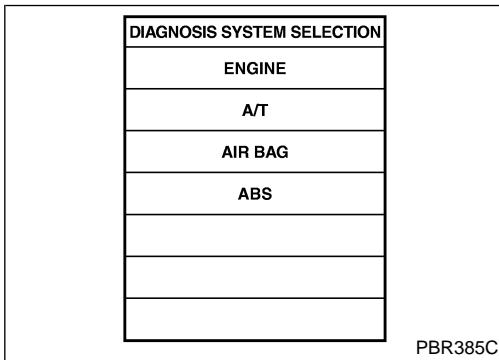 DIAGNOSIS SYSTEM SELECTION
ENGINE
A/T
AIR BAG
ABS
PBR385C